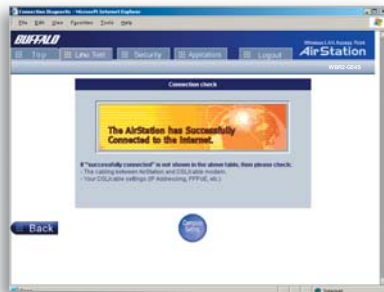 Connection Diagnostic - Microsoft Internet Explorer
File Edit View Favorites Tools Help
BUFFALO
Wireless LAN Access Point
AirStation
Top
Line Test
Security
Logout
Connection check
The AirStation has Successfully
Connected to the Internet.
If "successfully connected" is not shown in the above table, then please check:
- The cabling between AirStation and DSL/cable modem.
- Your DSL/cable settings (IP Addressing, PPPoE, etc.)
Back
Internet